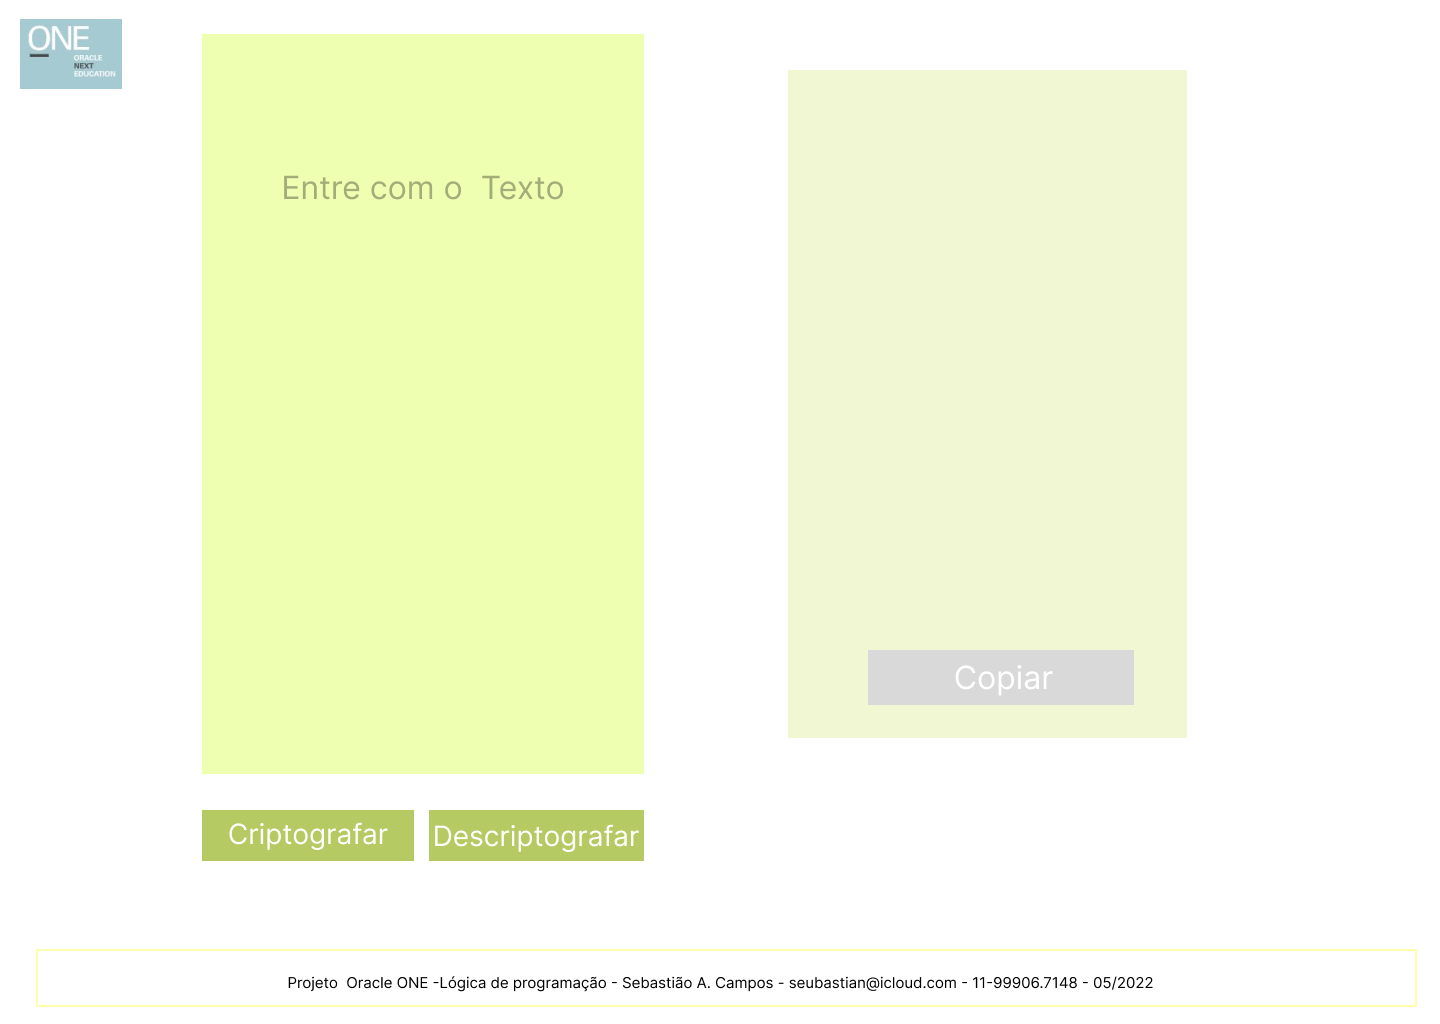 ONE
ORACLE
NEXT
EDUCATION
Entre com o  Texto
Copiar
Criptografar
Descriptografar
Projeto  Oracle ONE -Lógica de programação - Sebastião A. Campos - seubastian@icloud.com - 11-99906.7148 - 05/2022